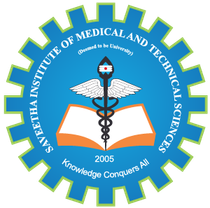 SAVEETHA INSTITUTE OF MEDICAL AND TECHNICAL SCIENCES
(Deemed to be University)
2005
Knowledge Conquers All